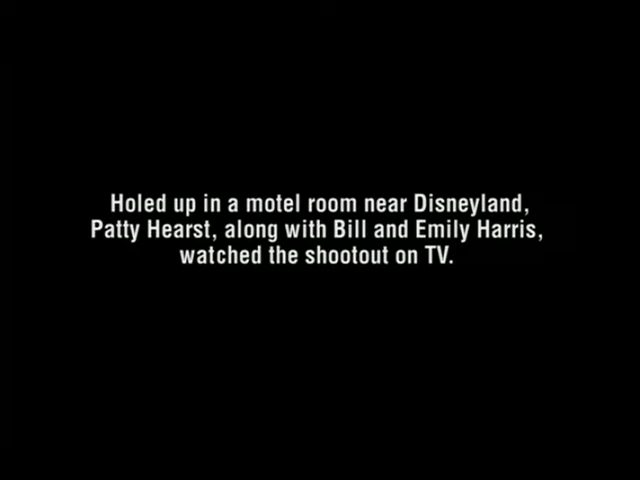 Holed up in a motel room near Disneyland,
Patty Hearst, along with Bill and Emily Harris,
watched the shootout on TV.